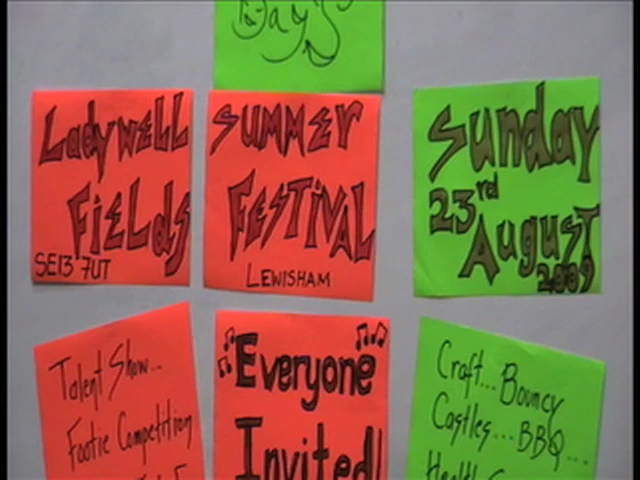 Days
Ladywell
Fields
SE13 7UT
Summer
Festival
Lewisham
Sunday
23rd
August
2009
Talent Show...
Footie Competition
"Everyone"
Invited!
Craft... Bouncy
Castles... BBQ...